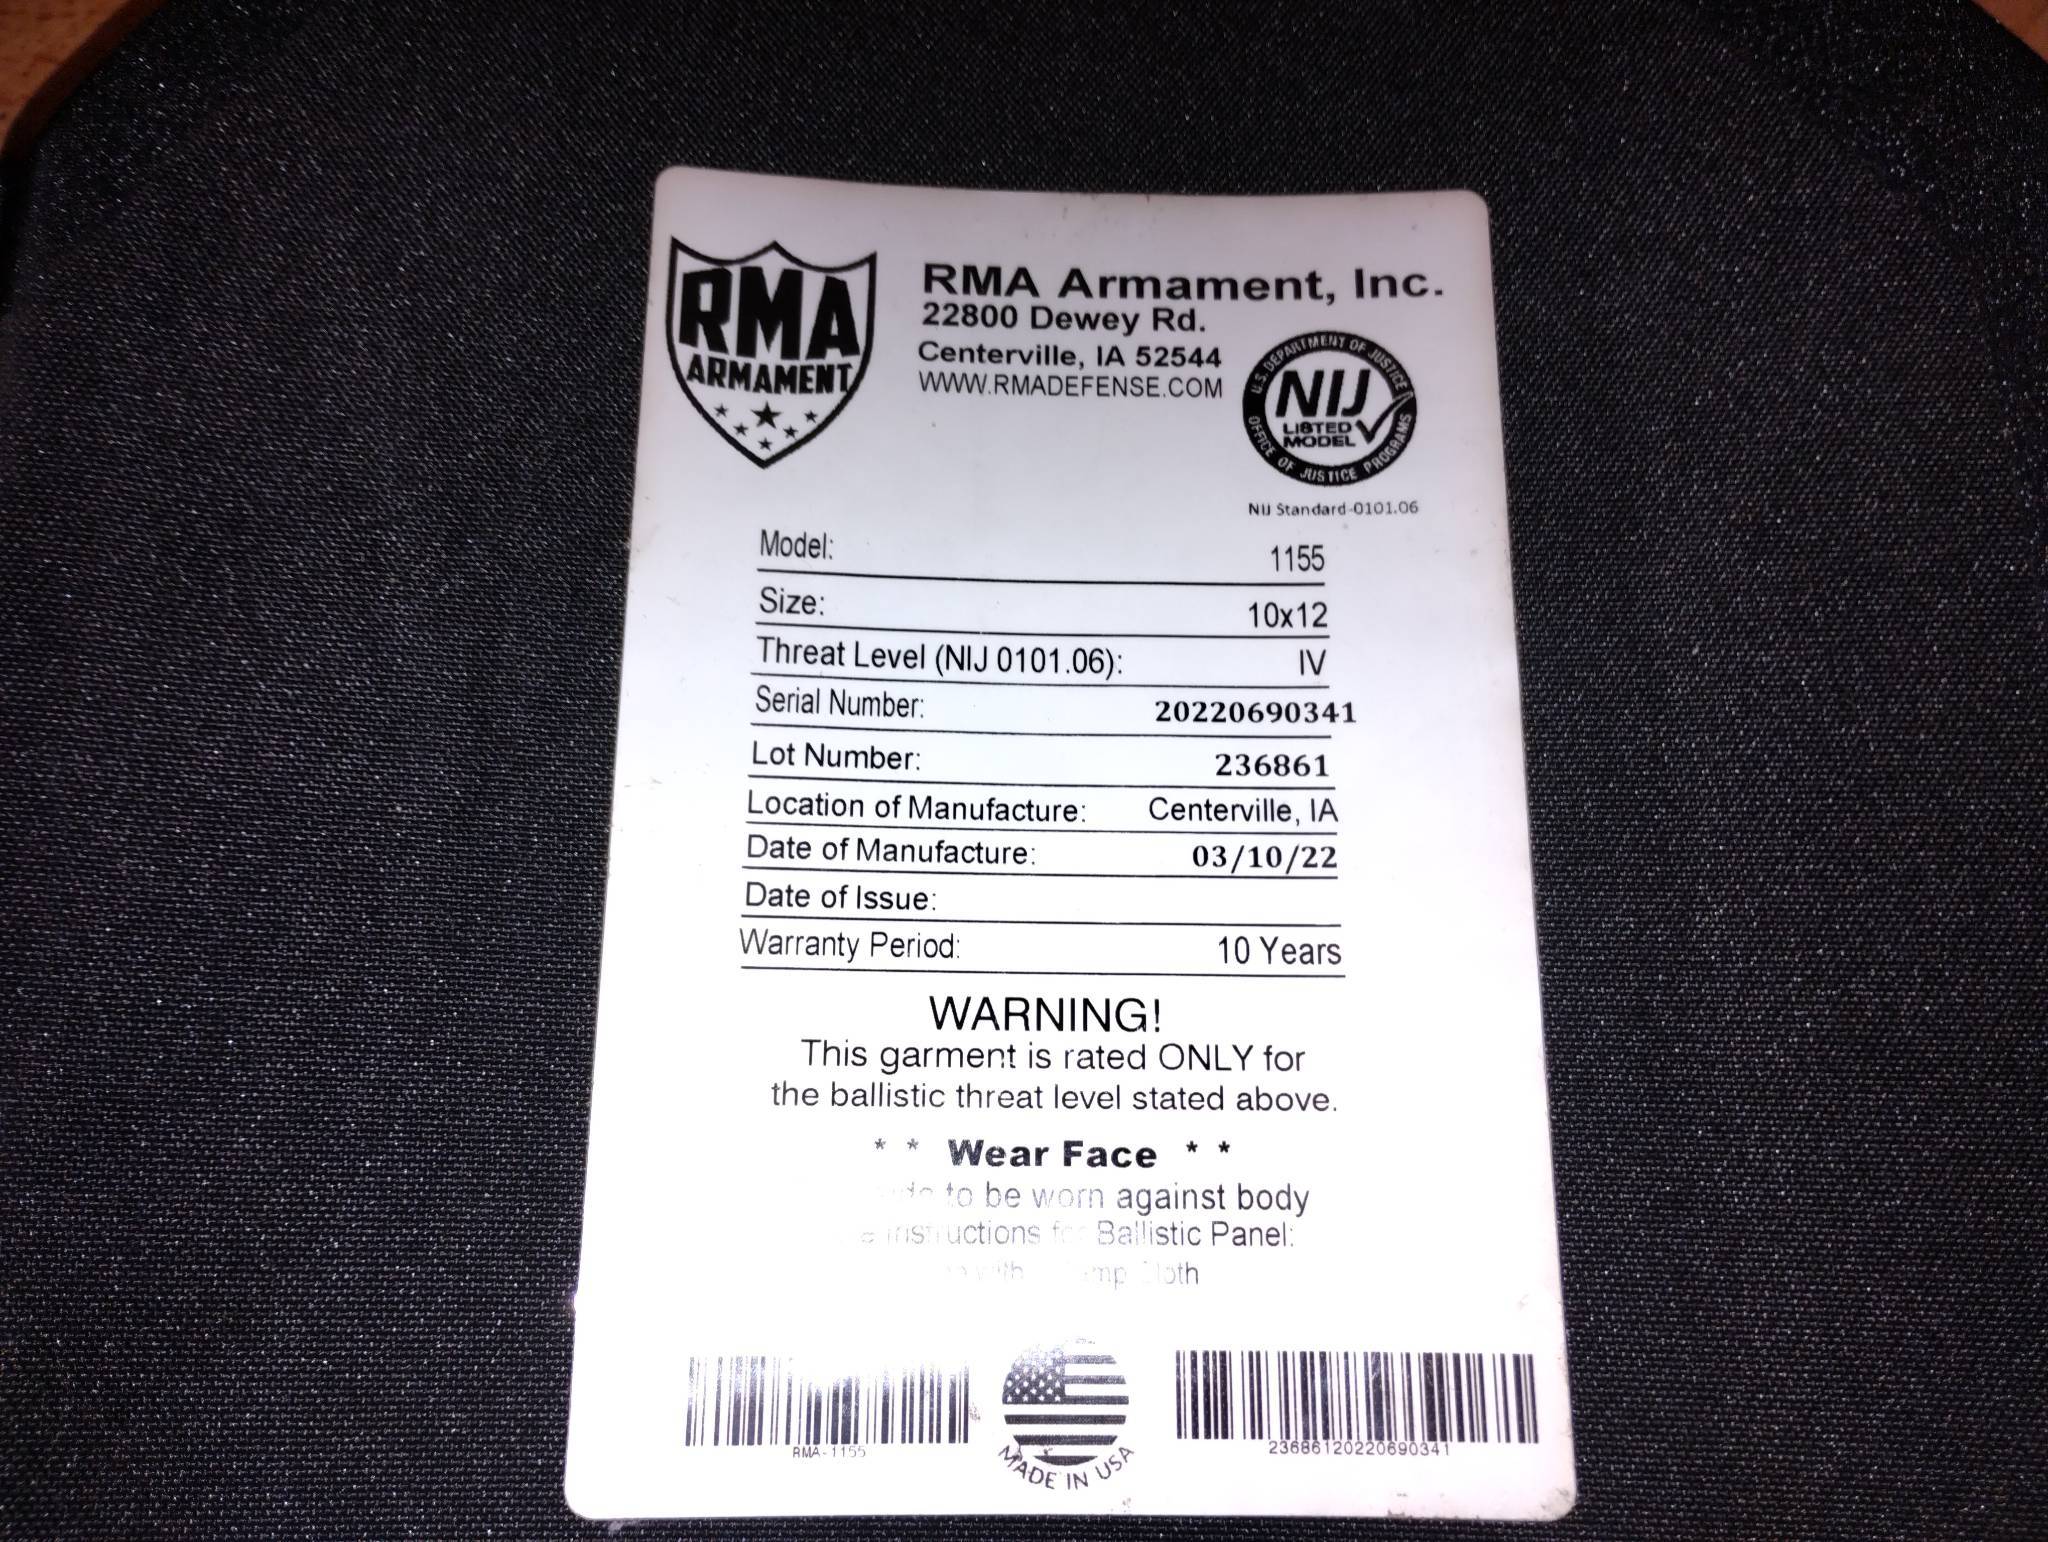 RMA
ARMAMENT
RMA Armament, Inc.
22800 Dewey Rd.
Centerville, IA 52544
WWW.RMADEFENSE.COM
U.S. DEPARTMENT OF JUSTICE
NIJ
LISTED
MODEL
OFFICE OF JUSTICE PROGRAMS
NIJ Standard-0101.06
Model: 1155
Size: 10x12
Threat Level (NIJ 0101.06): IV
Serial Number: 20220690341
Lot Number: 236861
Location of Manufacture: Centerville, IA
Date of Manufacture: 03/10/22
Date of Issue:
Warranty Period: 10 Years
WARNING!
This garment is rated ONLY for
the ballistic threat level stated above.
* * Wear Face * *
to be worn against body
instructions for Ballistic Panel:
with Cloth
RMA-1155
MADE IN USA
23686120220690341